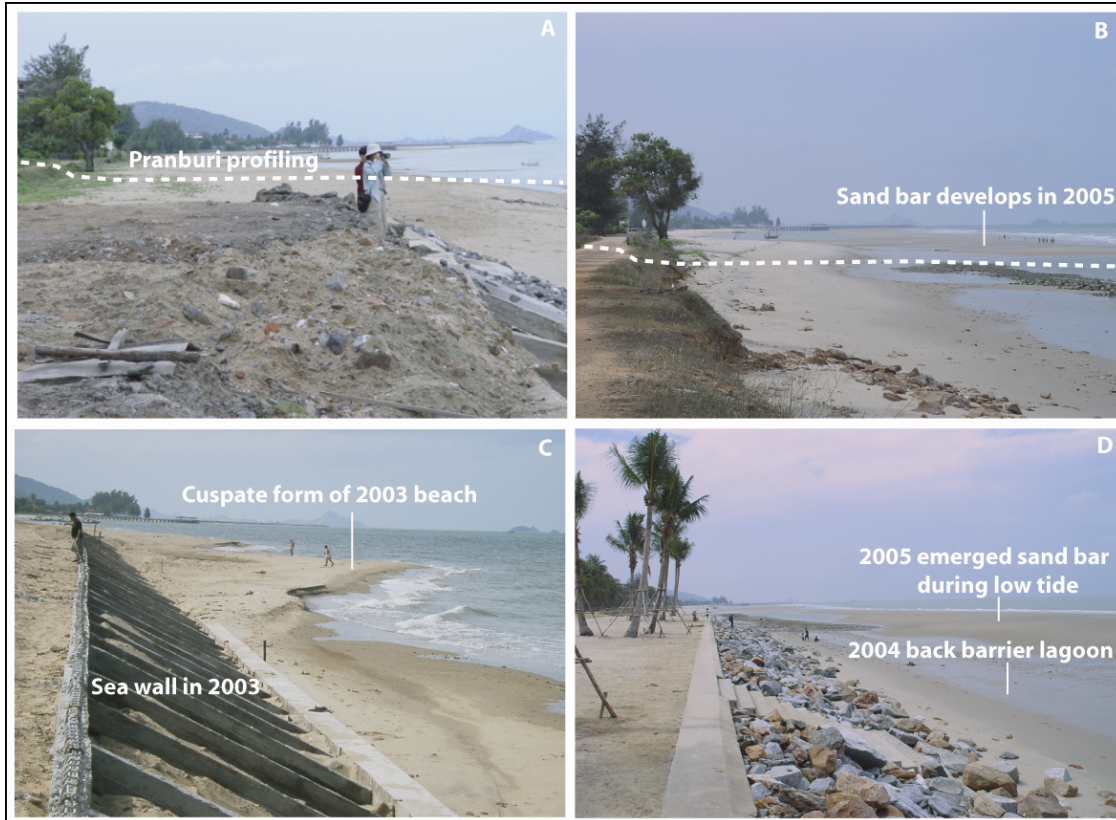 A
Pranburi profiling
B
Sand bar develops in 2005
C
Cuspate form of 2003 beach
Sea wall in 2003
D
2005 emerged sand bar
during low tide
2004 back barrier lagoon